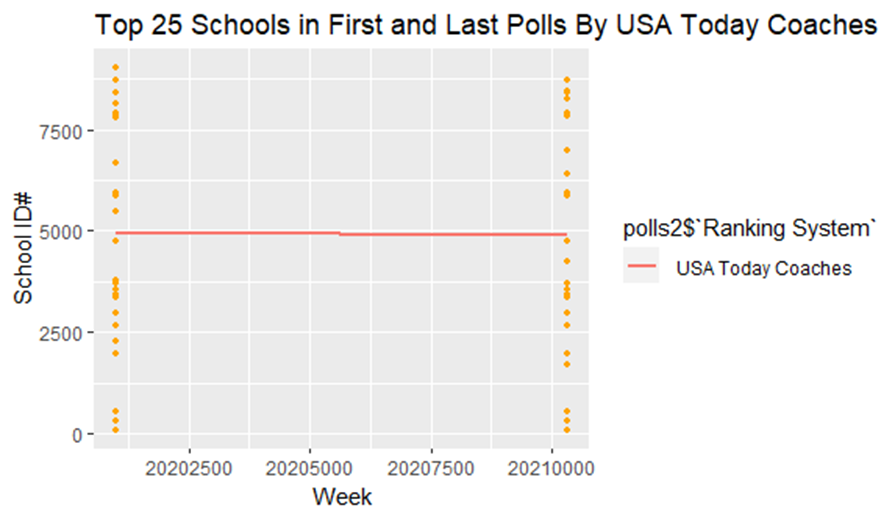 Top 25 Schools in First and Last Polls By USA Today Coaches
7500
5000
2500
0
School ID#
20202500 20205000 20207500 20210000
Week
polls2$`Ranking System`
USA Today Coaches